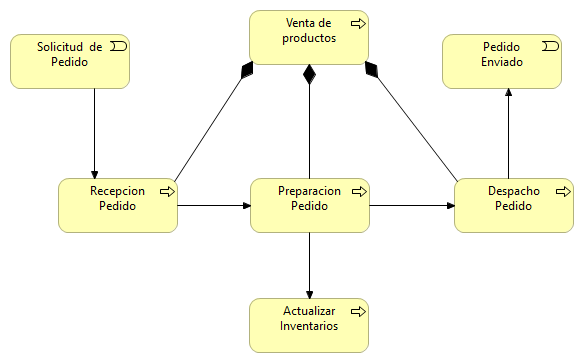 Solicitud de
Pedido
Venta de
productos
Pedido
Enviado
Recepcion
Pedido
Preparacion
Pedido
Despacho
Pedido
Actualizar
Inventarios